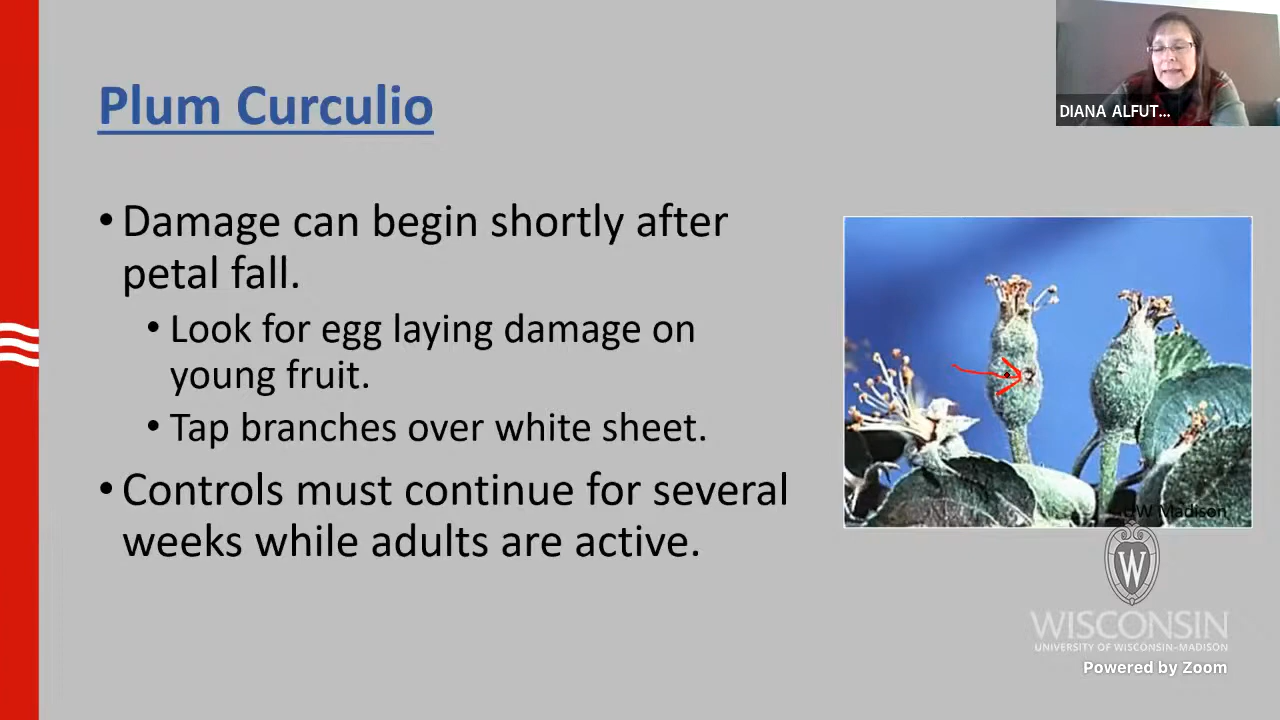 DIANA ALFUT...
Plum Curculio
• Damage can begin shortly after
petal fall.
• Look for egg laying damage on
young fruit.
• Tap branches over white sheet.
• Controls must continue for several
weeks while adults are active.
UW Madison
W
WISCONSIN
UNIVERSITY OF WISCONSIN–MADISON
Powered by Zoom